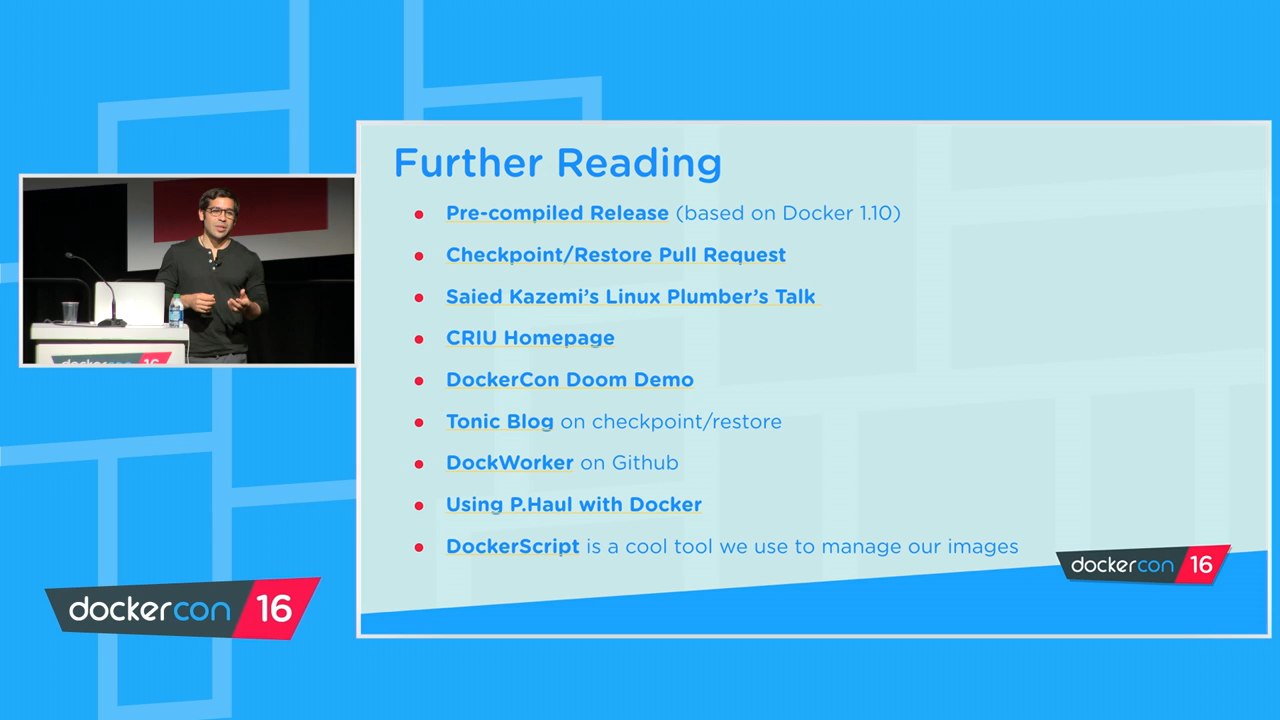 Further Reading
Pre-compiled Release (based on Docker 1.10)
Checkpoint/Restore Pull Request
Saied Kazemi's Linux Plumber's Talk
CRIU Homepage
DockerCon Doom Demo
Tonic Blog on checkpoint/restore
DockWorker on Github
Using P.Haul with Docker
DockerScript is a cool tool we use to manage our images
dockercon 16
dockercon 16
dockercon 16